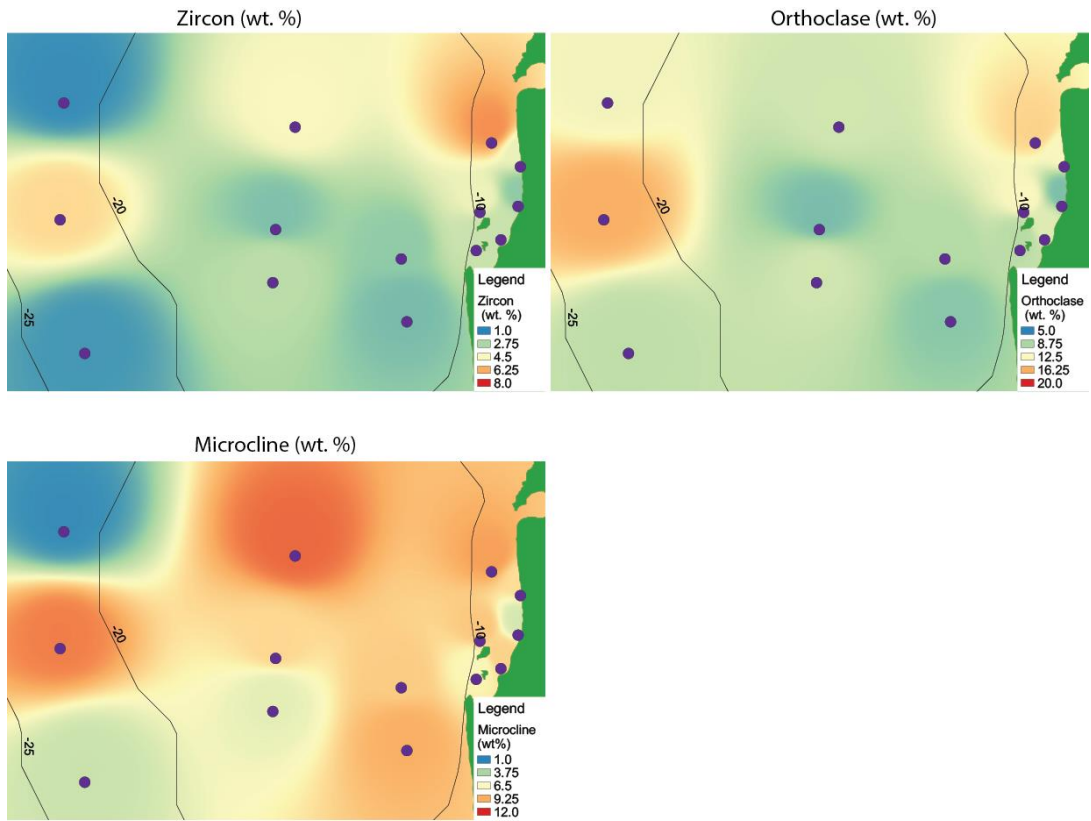 Zircon (wt. %)
-20
-25
-10
Legend
Zircon
(wt. %)
1.0
2.75
4.5
6.25
8.0
Orthoclase (wt. %)
-20
-25
-10
Legend
Orthoclase
(wt. %)
5.0
8.75
12.5
16.25
20.0
Microcline (wt. %)
-20
-25
-10
Legend
Microcline
(wt%)
1.0
3.75
6.5
9.25
12.0